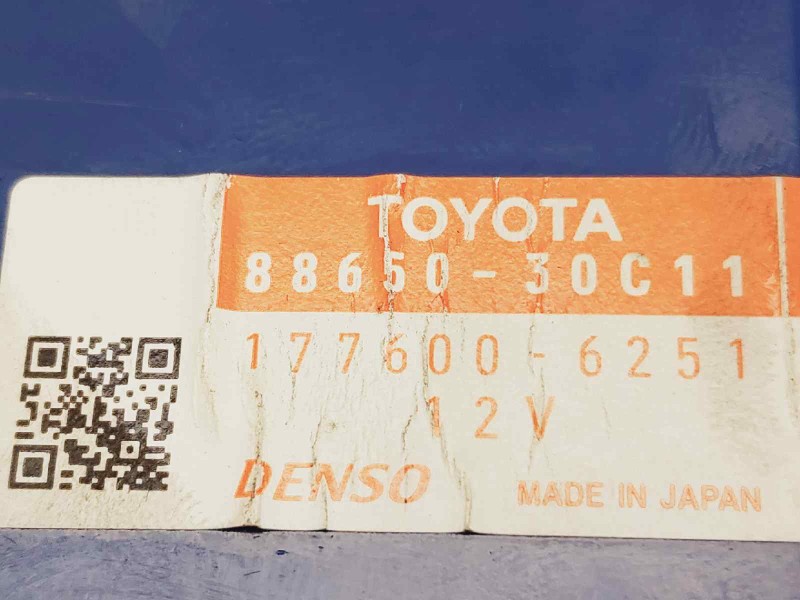 TOYOTA
88650-30C11
177600-6251
12V
DENSO MADE IN JAPAN